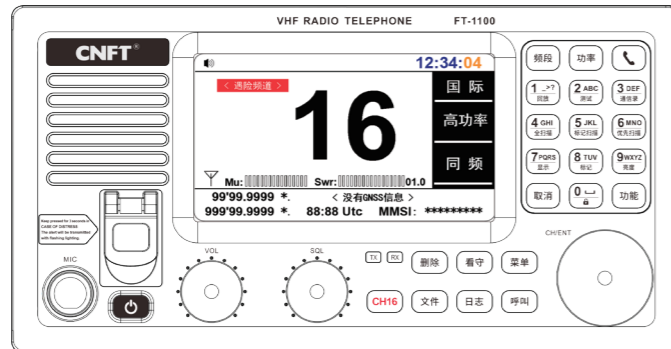 VHF RADIO TELEPHONE FT-1100
CNFT®
12:34:04
< 遇险频道 >
16
国 际
高功率
同 频
Mu: Swr: 01.0
99'99.9999 *. < 没有GNSS信息 >
999'99.9999 *. 88:88 Utc MMSI: *********
频段 功率
1 _->? 回放
2 ABC 测试
3 DEF 通信录
4 GHI 全扫描
5 JKL 标记扫描
6 MNO 优先扫描
7 PQRS 显示
8 TUV 标记
9 WXYZ 亮度
取消 0 功能
Keep pressed for 3 seconds in
CASE OF DISTRESS
The alert will be transmitted
with flashing lighting.
MIC
VOL
SQL
TX RX
删除 看守 菜单
CH16 文件 日志 呼叫
CH/ENT